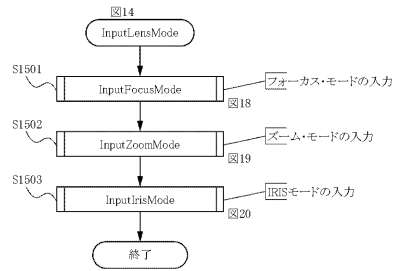 図14
InputLensMode
S1501
InputFocusMode
フォーカス・モードの入力
図18
S1502
InputZoomMode
ズーム・モードの入力
図19
S1503
InputIrisMode
IRISモードの入力
図20
終了